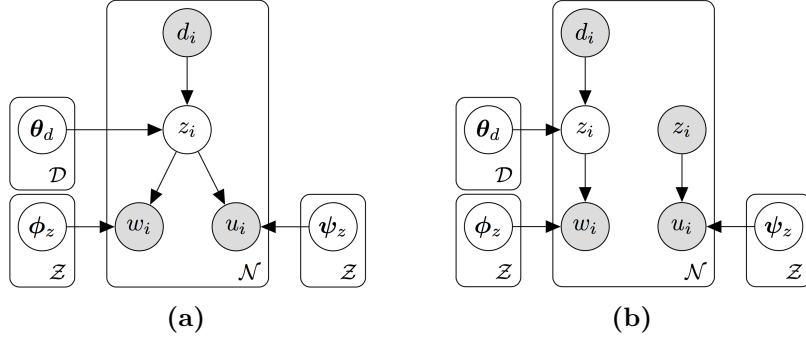 d_i d_i
θ_d z_i θ_d z_i z_i
D D
ϕ_z w_i u_i ψ_z ϕ_z w_i u_i ψ_z
Z N Z Z N Z
(a) (b)